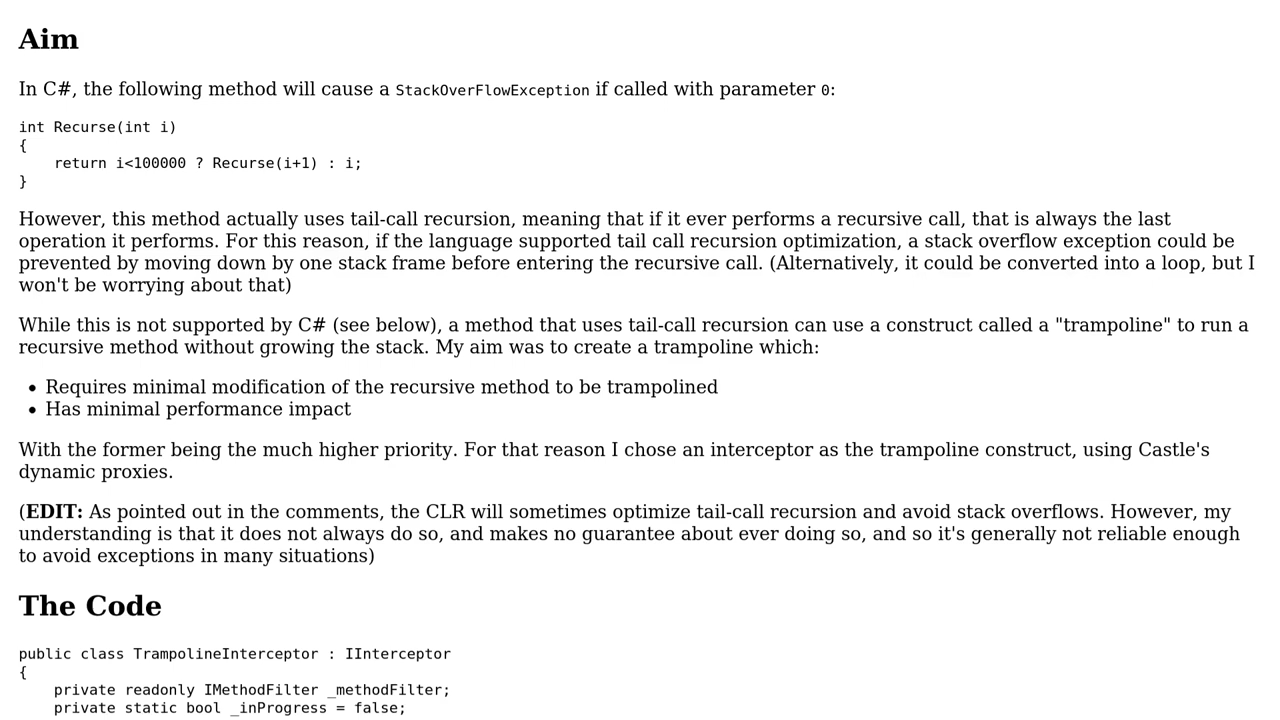 Aim
In C#, the following method will cause a StackOverFlowException if called with parameter 0:
int Recurse(int i)
{
    return i<100000 ? Recurse(i+1) : i;
}
However, this method actually uses tail-call recursion, meaning that if it ever performs a recursive call, that is always the last
operation it performs. For this reason, if the language supported tail call recursion optimization, a stack overflow exception could be
prevented by moving down by one stack frame before entering the recursive call. (Alternatively, it could be converted into a loop, but I
won't be worrying about that)
While this is not supported by C# (see below), a method that uses tail-call recursion can use a construct called a "trampoline" to run a
recursive method without growing the stack. My aim was to create a trampoline which:
• Requires minimal modification of the recursive method to be trampolined
• Has minimal performance impact
With the former being the much higher priority. For that reason I chose an interceptor as the trampoline construct, using Castle's
dynamic proxies.
(EDIT: As pointed out in the comments, the CLR will sometimes optimize tail-call recursion and avoid stack overflows. However, my
understanding is that it does not always do so, and makes no guarantee about ever doing so, and so it's generally not reliable enough
to avoid exceptions in many situations)
The Code
public class TrampolineInterceptor : IInterceptor
{
    private readonly IMethodFilter _methodFilter;
    private static bool _inProgress = false;